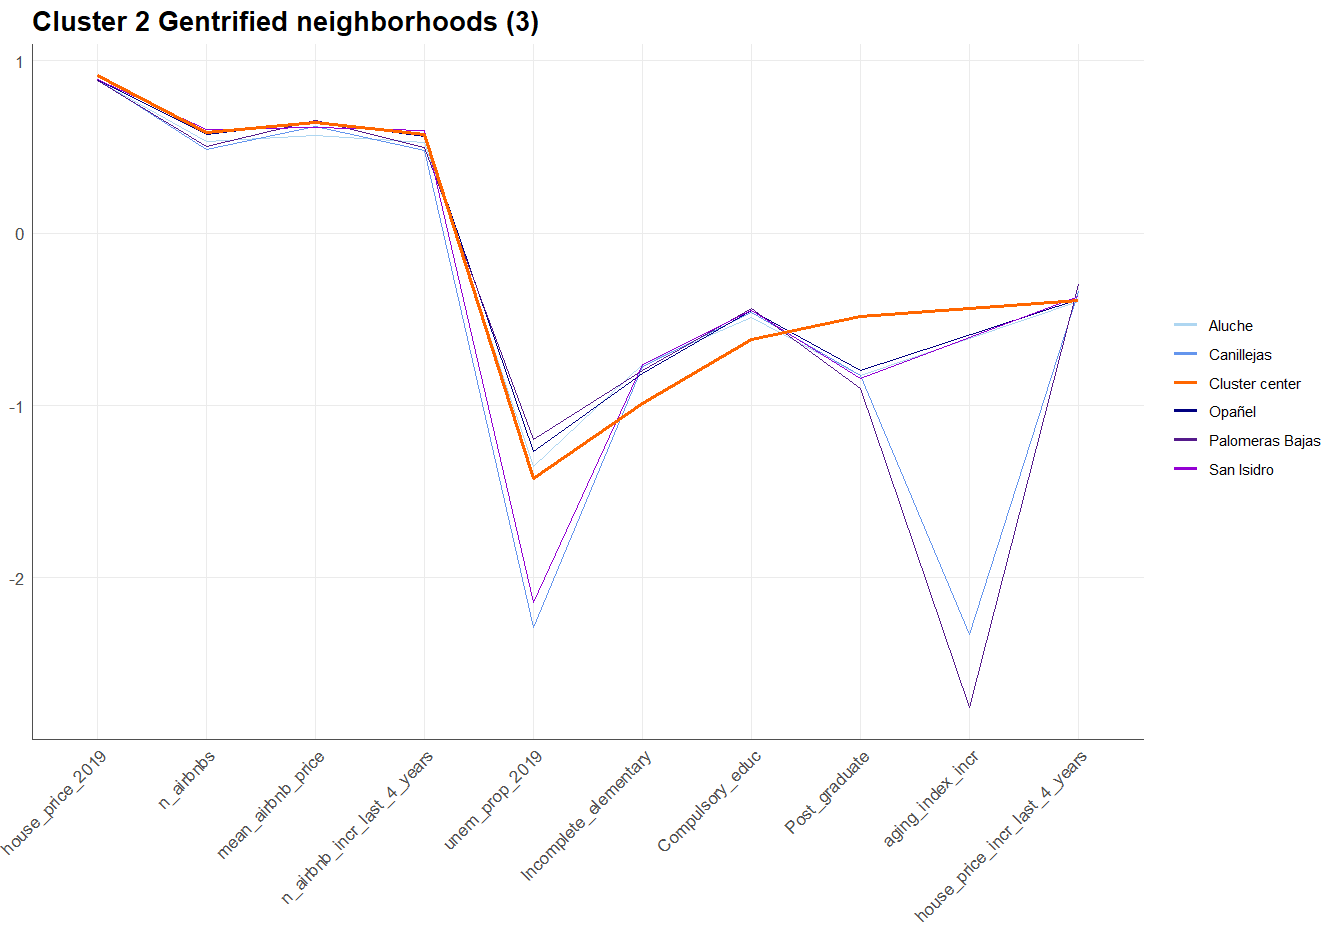 Cluster 2 Gentrified neighborhoods (3)
1
0
-1
-2
house_price_2019
n_airbnbs
mean_airbnb_price
n_airbnb_incr_last_4_years
unem_prop_2019
Incomplete_elementary
Compulsory_educ
Post_graduate
aging_index_incr
house_price_incr_last_4_years
Aluche
Canillejas
Cluster center
Opañel
Palomeras Bajas
San Isidro